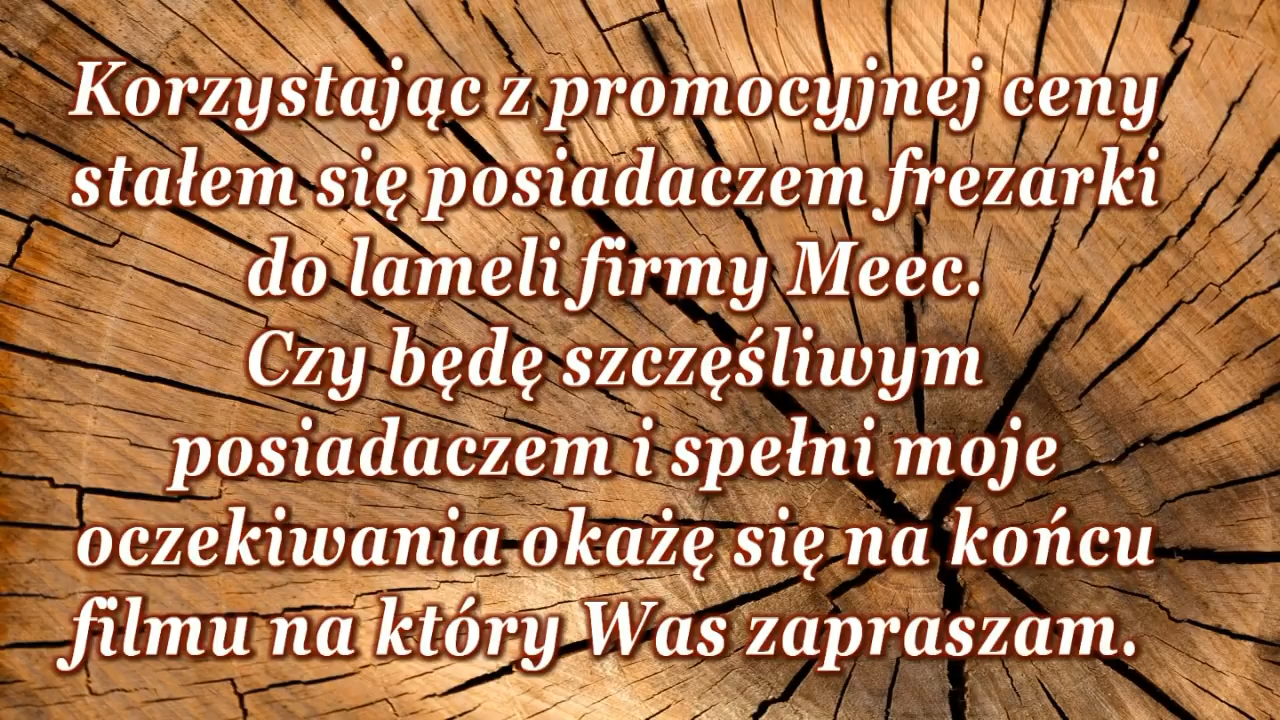 Korzystając z promocyjnej ceny
stałem się posiadaczem frezarki
do lameli firmy Meec.
Czy będę szczęśliwym
posiadaczem i spełni moje
oczekiwania okażę się na końcu
filmu na który Was zapraszam.